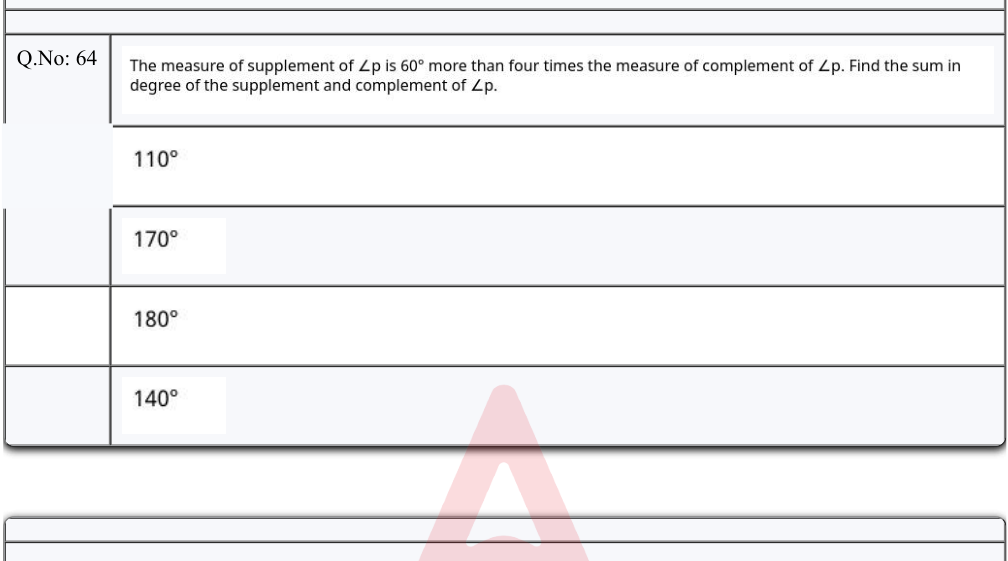 Q.No: 64
The measure of supplement of ∠p is 60° more than four times the measure of complement of ∠p. Find the sum in
degree of the supplement and complement of ∠p.
110°
170°
180°
140°